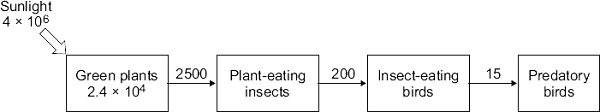 Sunlight
4 × 10⁶
Green plants
2.4 × 10⁴
2500
Plant-eating
insects
200
Insect-eating
birds
15
Predatory
birds